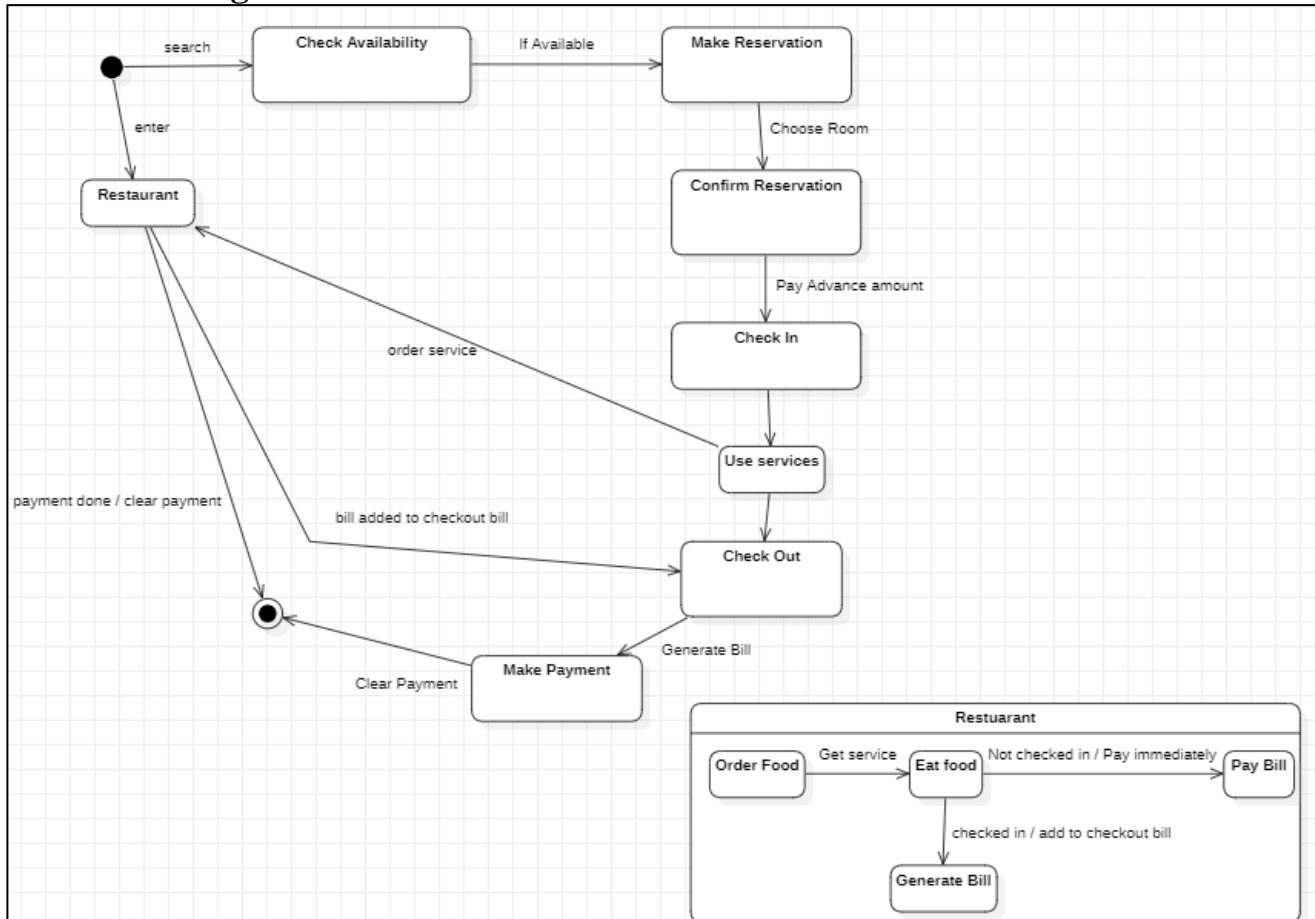 search
Check Availability
If Available
Make Reservation
enter
Choose Room
Restaurant
Confirm Reservation
Pay Advance amount
Check In
order service
Use services
payment done / clear payment
bill added to checkout bill
Check Out
Generate Bill
Make Payment
Clear Payment
Restuarant
Order Food
Get service
Eat food
Not checked in / Pay immediately
Pay Bill
checked in / add to checkout bill
Generate Bill